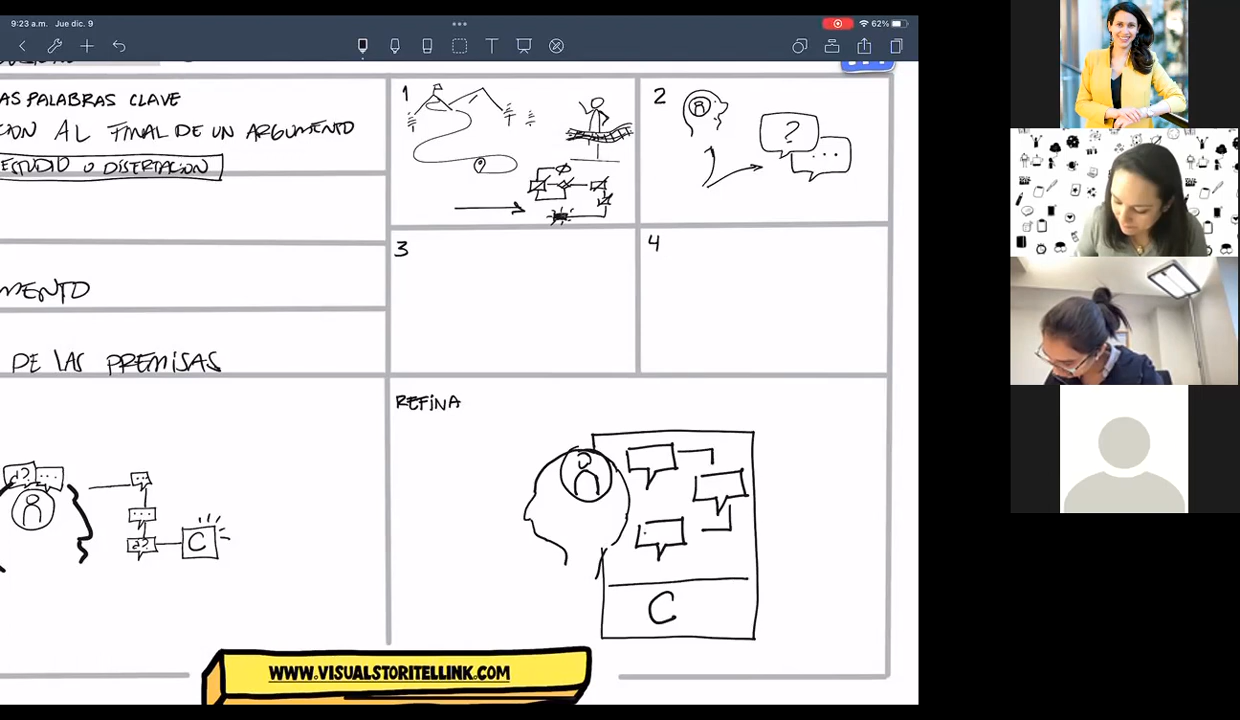 9:23 a.m. Jue dic. 9
62%
AS PALABRAS CLAVE
CION AL FINAL DE UN ARGUMENTO
ESTUDIO O DISERTACION
MENTO
DE LAS PREMISAS
1
2
?
...
3
4
REFINA
...
...
C
C
WWW.VISUALSTORITELLINK.COM